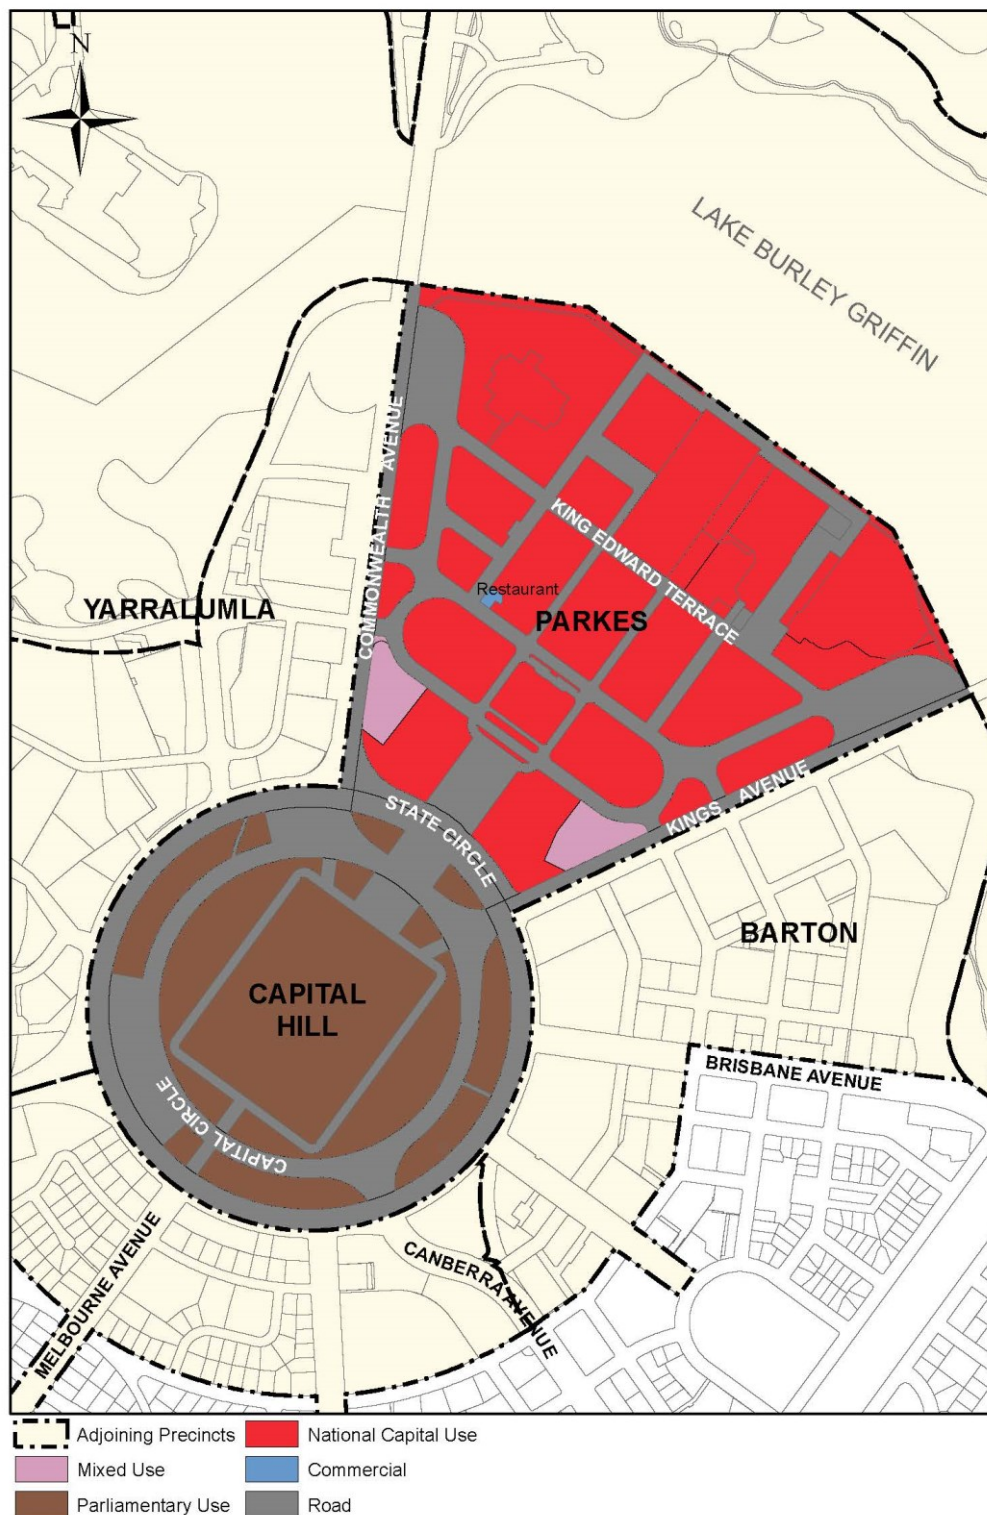 N
LAKE BURLEY GRIFFIN
COMMONWEALTH AVENUE
KING EDWARD TERRACE
Restaurant
YARRALUMLA
PARKES
STATE CIRCLE
KINGS AVENUE
BARTON
CAPITAL
HILL
BRISBANE AVENUE
CAPITAL CIRCLE
MELBOURNE AVENUE
CANBERRA AVENUE
Adjoining Precincts
National Capital Use
Mixed Use
Commercial
Parliamentary Use
Road